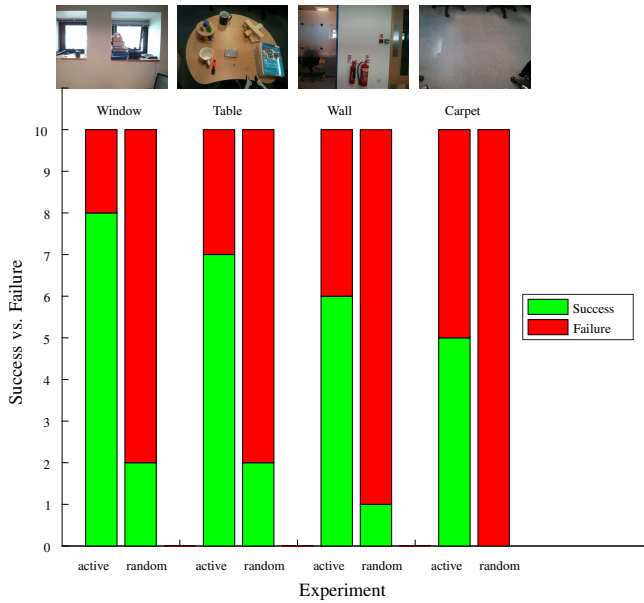 Window Table Wall Carpet
10
9
8
7
6
5
4
3
2
1
0
Success vs. Failure
Success
Failure
active random active random active random active random
Experiment